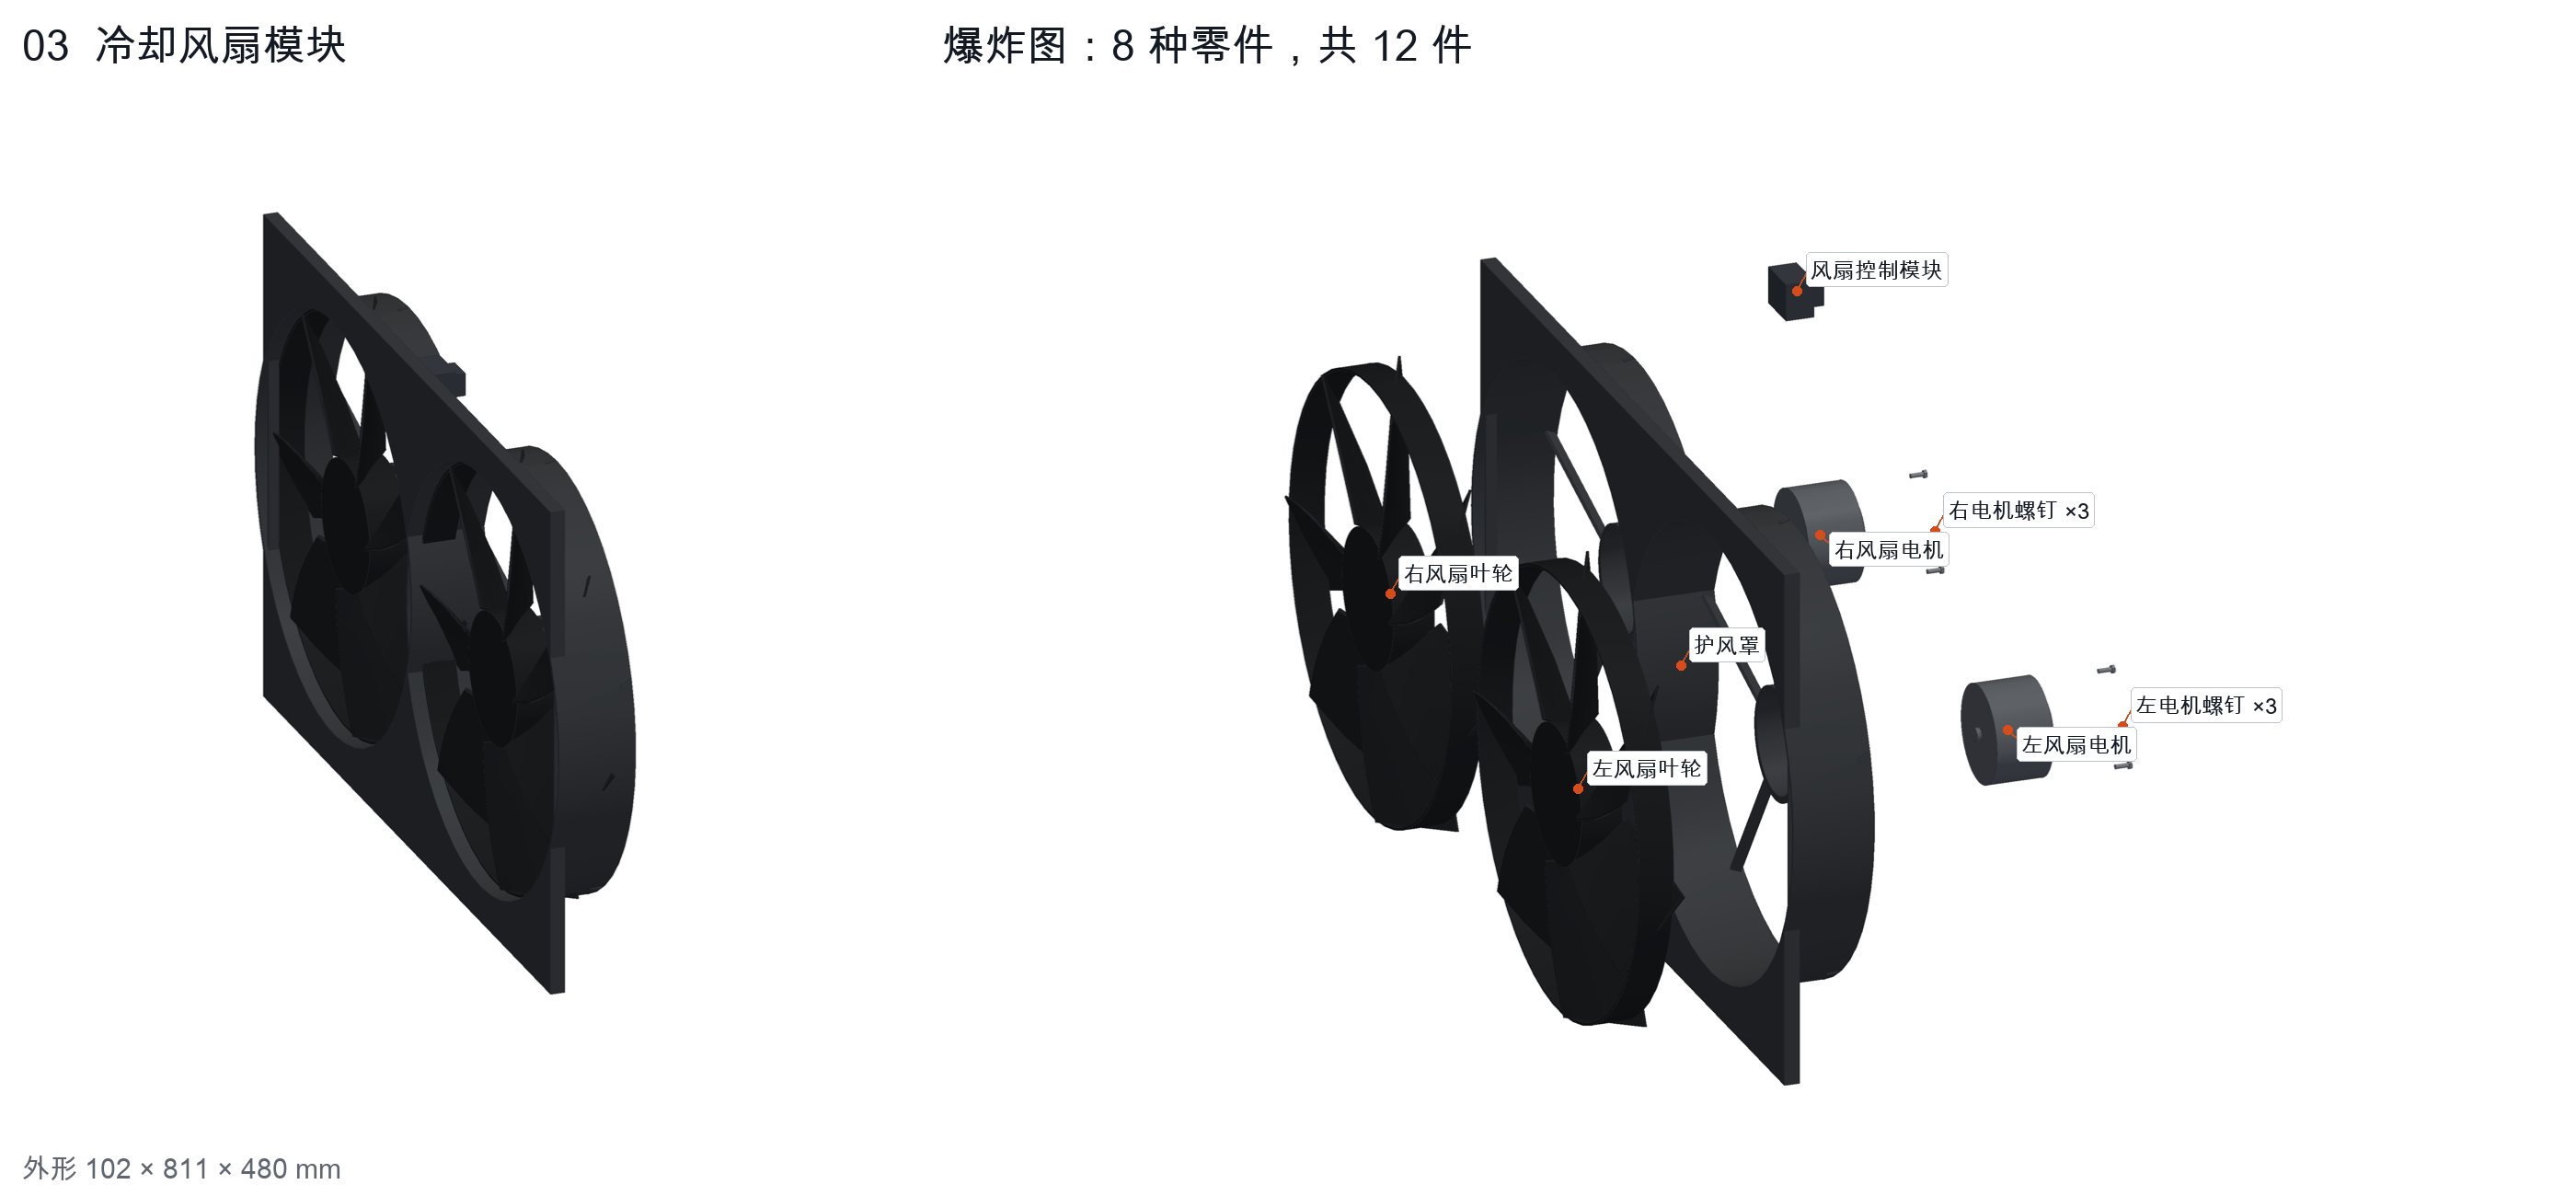 03 冷却风扇模块
爆炸图：8 种零件，共 12 件
风扇控制模块
右电机螺钉 ×3
右风扇电机
右风扇叶轮
护风罩
左电机螺钉 ×3
左风扇电机
左风扇叶轮
外形 102 × 811 × 480 mm